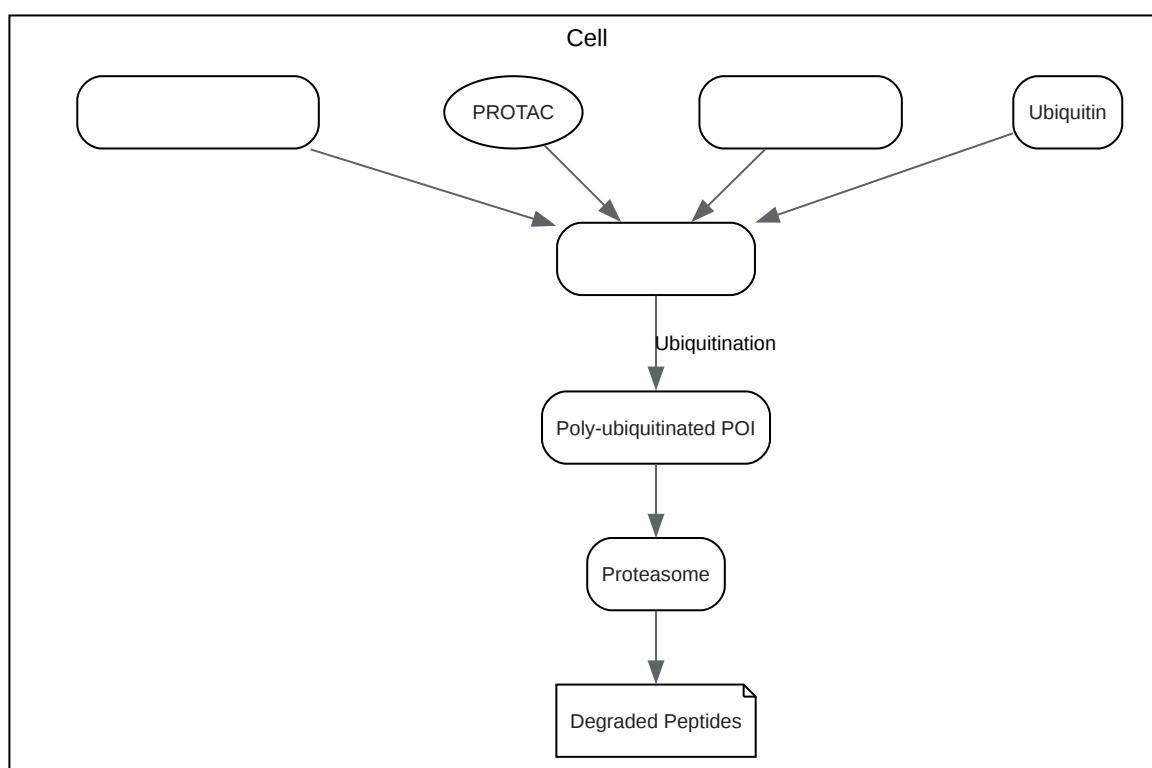 Cell
PROTAC
Ubiquitin
Ubiquitination
Poly-ubiquitinated POI
Proteasome
Degraded Peptides